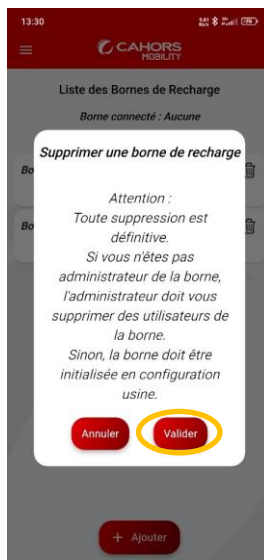 13:30
CAHORS
MOBILITY
Liste des Bornes de Recharge
Borne connecté : Aucune
Bo
Bo
Supprimer une borne de recharge
Attention :
Toute suppression est
définitive.
Si vous n'êtes pas
administrateur de la borne,
l'administrateur doit vous
supprimer des utilisateurs de
la borne.
Sinon, la borne doit être
initialisée en configuration
usine.
Annuler
Valider
+ Ajouter